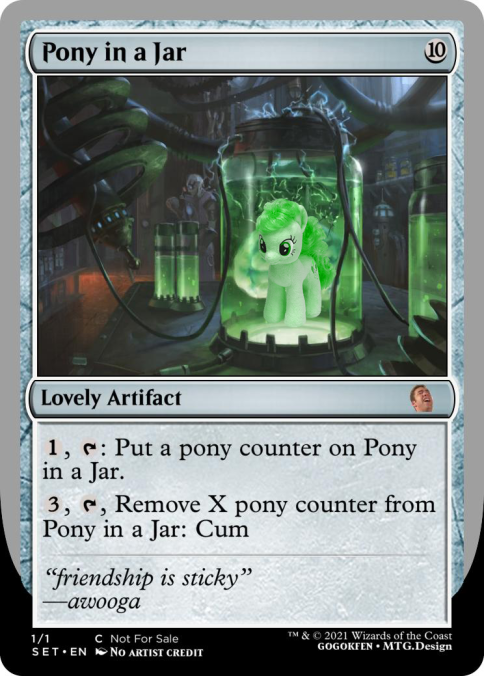 Pony in a Jar
10
Lovely Artifact
1, : Put a pony counter on Pony
in a Jar.
3, , Remove X pony counter from
Pony in a Jar: Cum
“friendship is sticky”
—awooga
1/1 C Not For Sale
SET • EN No ARTIST CREDIT
™ & © 2021 Wizards of the Coast
GOGOKFEN • MTG.Design